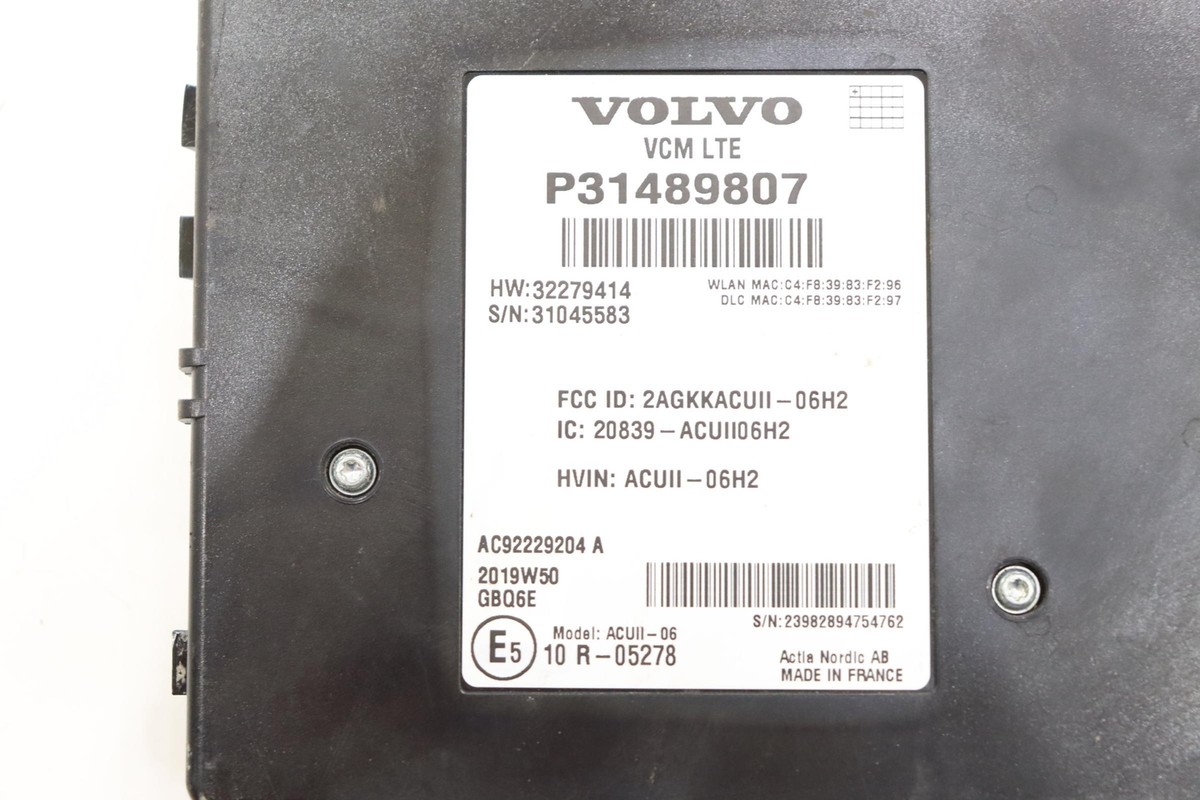 VOLVO
VCM LTE
P31489807
HW:32279414
S/N:31045583
WLAN MAC:C4:F8:39:83:F2:96
DLC MAC:C4:F8:39:83:F2:97
FCC ID: 2AGKKACUII-06H2
IC: 20839-ACUII06H2
HVIN: ACUII-06H2
AC92229204 A
2019W50
GBQ6E
S/N:23982894754762
E5
Model: ACUII-06
10 R-05278
Actia Nordic AB
MADE IN FRANCE